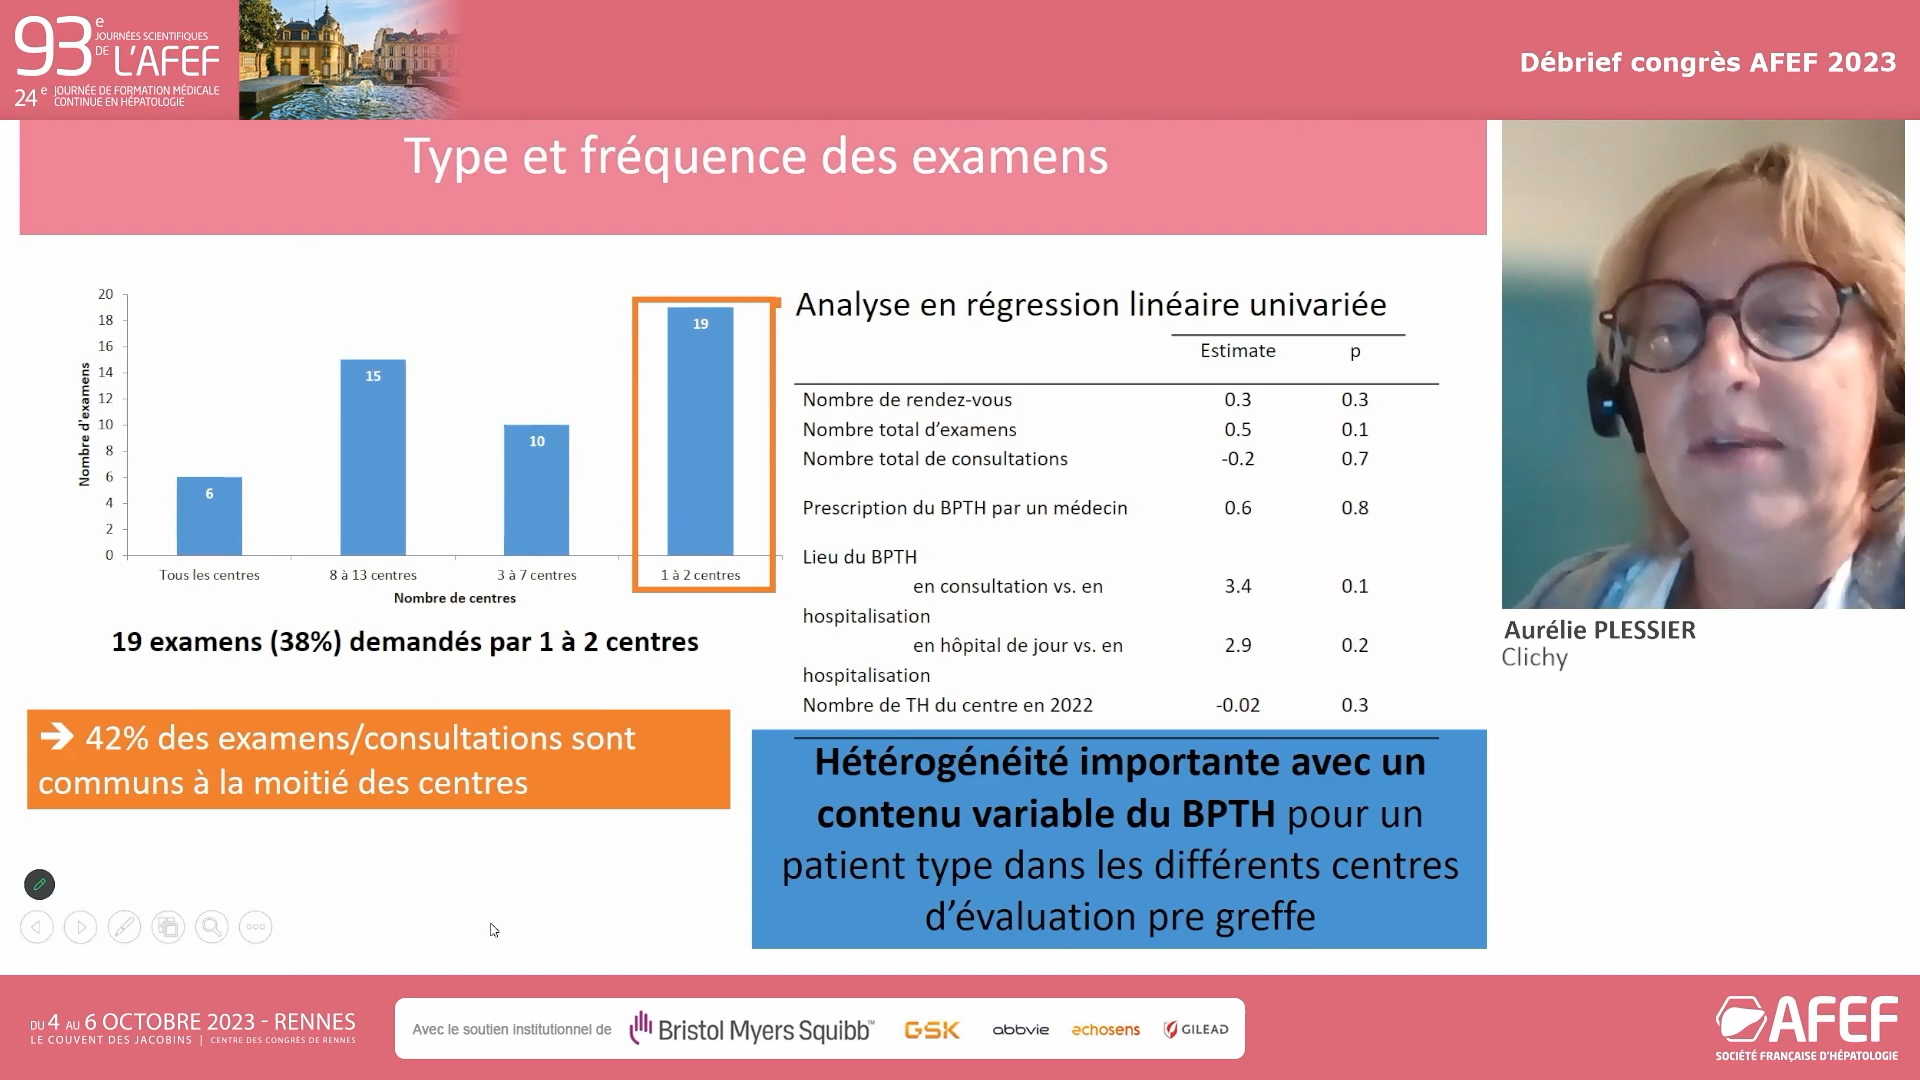 93e
JOURNÉES SCIENTIFIQUES
DE L'AFEF
24e JOURNÉE DE FORMATION MÉDICALE
CONTINUE EN HÉPATOLOGIE
Débrief congrès AFEF 2023
Type et fréquence des examens
Nombre d'examens
20
18
16
14
12
10
8
6
4
2
0
6
15
10
19
Tous les centres
8 à 13 centres
3 à 7 centres
1 à 2 centres
Nombre de centres
19 examens (38%) demandés par 1 à 2 centres
➔ 42% des examens/consultations sont
communs à la moitié des centres
Analyse en régression linéaire univariée
Estimate p
Nombre de rendez-vous 0.3 0.3
Nombre total d'examens 0.5 0.1
Nombre total de consultations -0.2 0.7
Prescription du BPTH par un médecin 0.6 0.8
Lieu du BPTH
en consultation vs. en 3.4 0.1
hospitalisation
en hôpital de jour vs. en 2.9 0.2
hospitalisation
Nombre de TH du centre en 2022 -0.02 0.3
Hétérogénéité importante avec un
contenu variable du BPTH pour un
patient type dans les différents centres
d'évaluation pre greffe
Aurélie PLESSIER
Clichy
DU 4 AU 6 OCTOBRE 2023 - RENNES
LE COUVENT DES JACOBINS | CENTRE DES CONGRÈS DE RENNES
Avec le soutien institutionnel de
Bristol Myers Squibb™
GSK
abbvie
echosens
GILEAD
AFEF
SOCIÉTÉ FRANÇAISE D'HÉPATOLOGIE